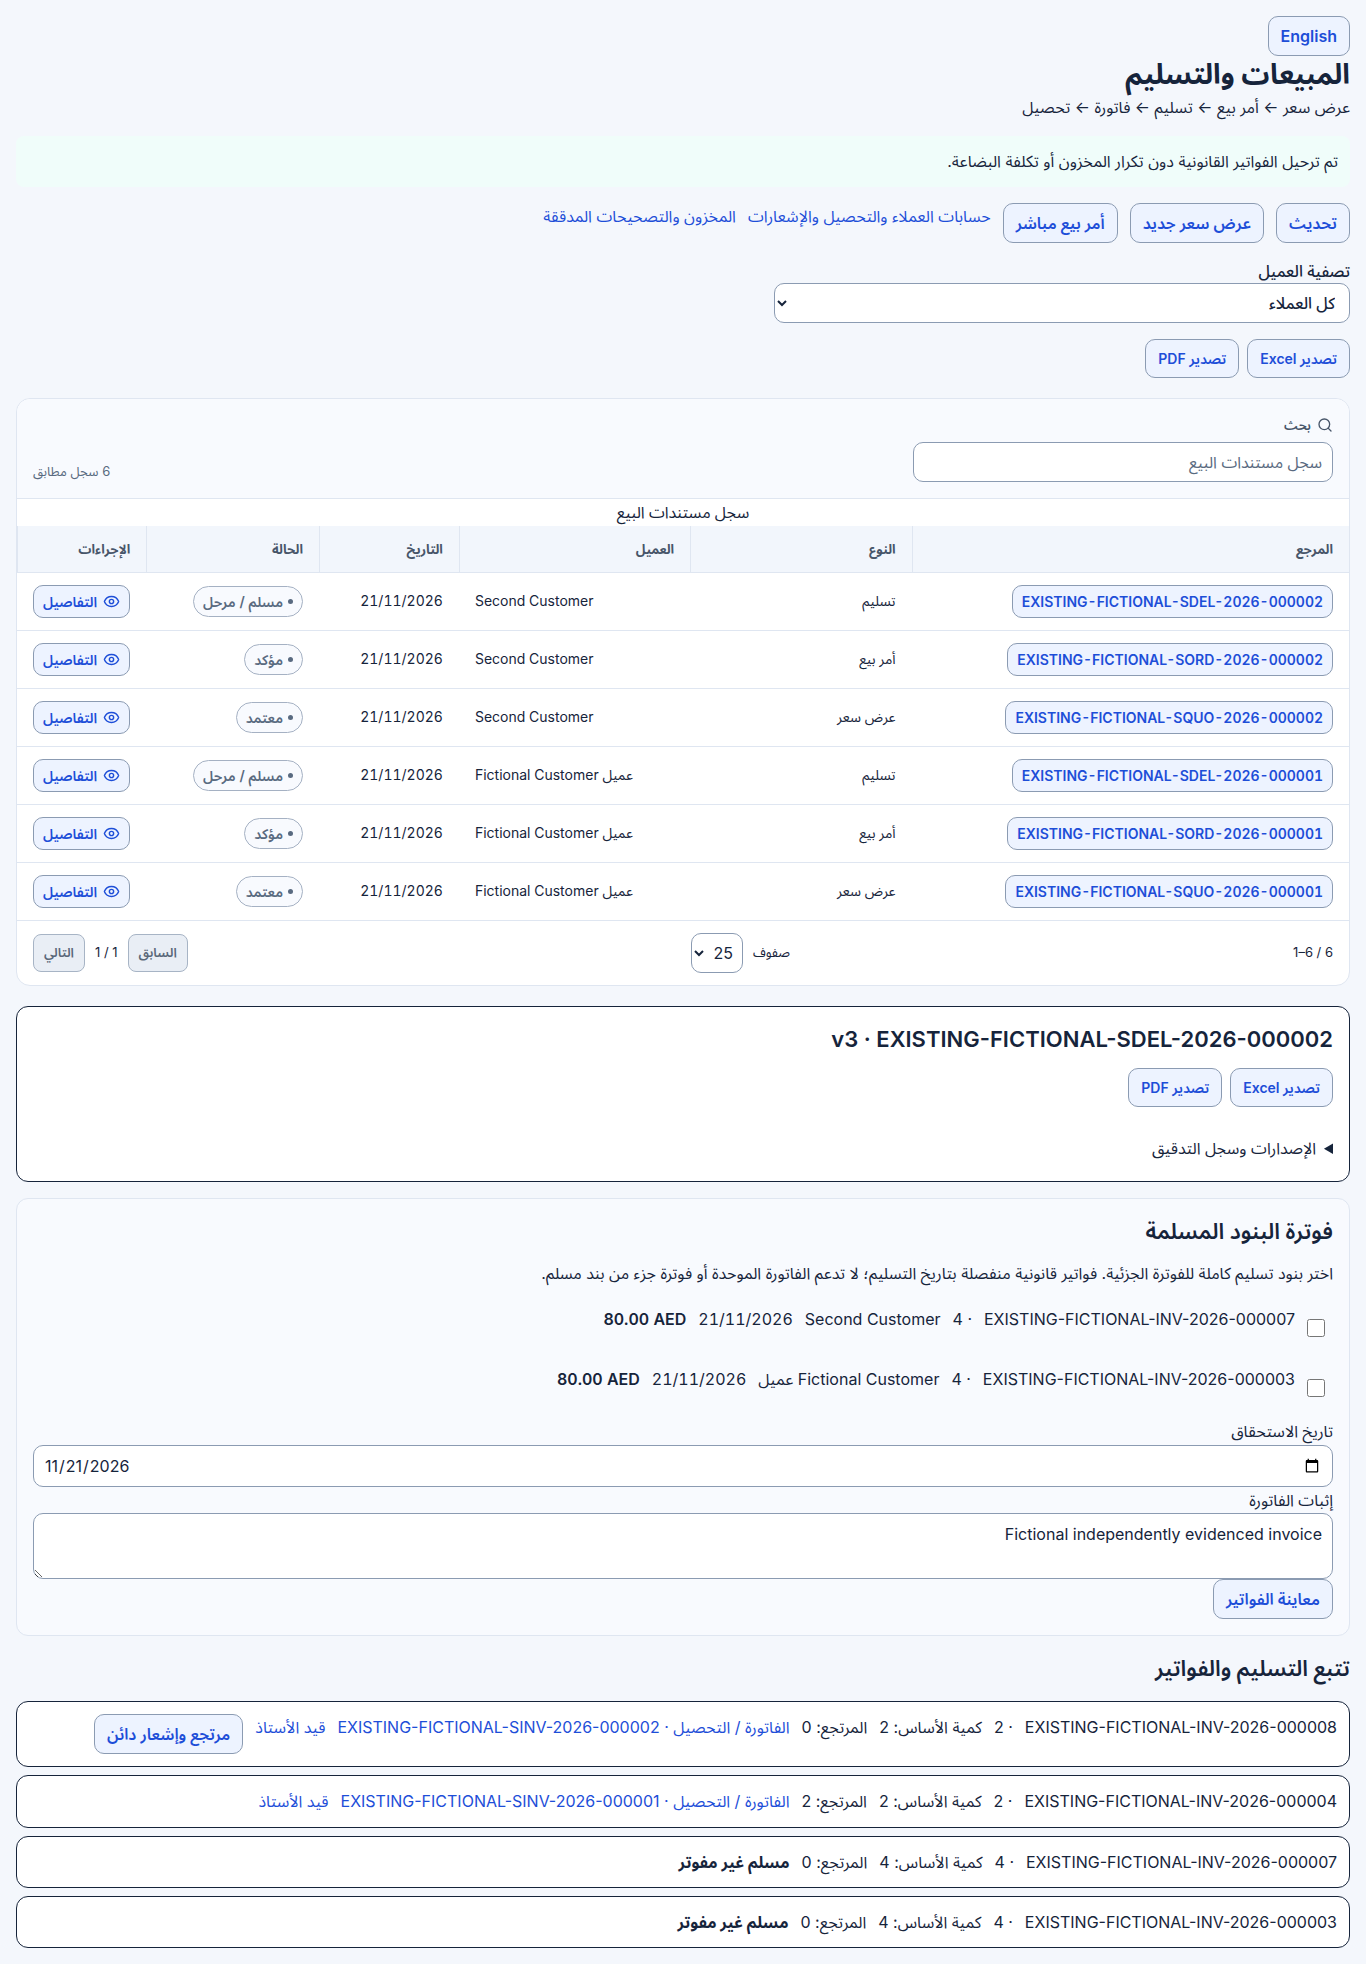 English
المبيعات والتسليم
عرض سعر ← أمر بيع ← تسليم ← فاتورة ← تحصيل
تم ترحيل الفواتير القانونية دون تكرار المخزون أو تكلفة البضاعة.
تحديث عرض سعر جديد أمر بيع مباشر حسابات العملاء والتحصيل والإشعارات المخزون والتصحيحات المدققة
تصفية العميل
كل العملاء
تصدير Excel تصدير PDF
بحث
سجل مستندات البيع 6 سجل مطابق
سجل مستندات البيع
المرجع النوع العميل التاريخ الحالة الإجراءات
EXISTING-FICTIONAL-SDEL-2026-000002 تسليم Second Customer 21/11/2026 • مسلم / مرحل التفاصيل
EXISTING-FICTIONAL-SORD-2026-000002 أمر بيع Second Customer 21/11/2026 • مؤكد التفاصيل
EXISTING-FICTIONAL-SQUO-2026-000002 عرض سعر Second Customer 21/11/2026 • معتمد التفاصيل
EXISTING-FICTIONAL-SDEL-2026-000001 تسليم Fictional Customer عميل 21/11/2026 • مسلم / مرحل التفاصيل
EXISTING-FICTIONAL-SORD-2026-000001 أمر بيع Fictional Customer عميل 21/11/2026 • مؤكد التفاصيل
EXISTING-FICTIONAL-SQUO-2026-000001 عرض سعر Fictional Customer عميل 21/11/2026 • معتمد التفاصيل
1–6 / 6 صفوف 25 السابق 1 / 1 التالي
EXISTING-FICTIONAL-SDEL-2026-000002 · v3
تصدير Excel تصدير PDF
الإصدارات وسجل التدقيق
فوترة البنود المسلمة
اختر بنود تسليم كاملة للفوترة الجزئية. فواتير قانونية منفصلة بتاريخ التسليم؛ لا تدعم الفاتورة الموحدة أو فوترة جزء من بند مسلم.
EXISTING-FICTIONAL-INV-2026-000007 · 4 Second Customer 21/11/2026 80.00 AED
EXISTING-FICTIONAL-INV-2026-000003 · 4 Fictional Customer عميل 21/11/2026 80.00 AED
تاريخ الاستحقاق
11/21/2026
إثبات الفاتورة
Fictional independently evidenced invoice
معاينة الفواتير
تتبع التسليم والفواتير
EXISTING-FICTIONAL-INV-2026-000008 · 2 كمية الأساس: 2 المرتجع: 0 الفاتورة / التحصيل · EXISTING-FICTIONAL-SINV-2026-000002 قيد الأستاذ مرتجع وإشعار دائن
EXISTING-FICTIONAL-INV-2026-000004 · 2 كمية الأساس: 2 المرتجع: 2 الفاتورة / التحصيل · EXISTING-FICTIONAL-SINV-2026-000001 قيد الأستاذ
EXISTING-FICTIONAL-INV-2026-000007 · 4 كمية الأساس: 4 المرتجع: 0 مسلم غير مفوتر
EXISTING-FICTIONAL-INV-2026-000003 · 4 كمية الأساس: 4 المرتجع: 0 مسلم غير مفوتر